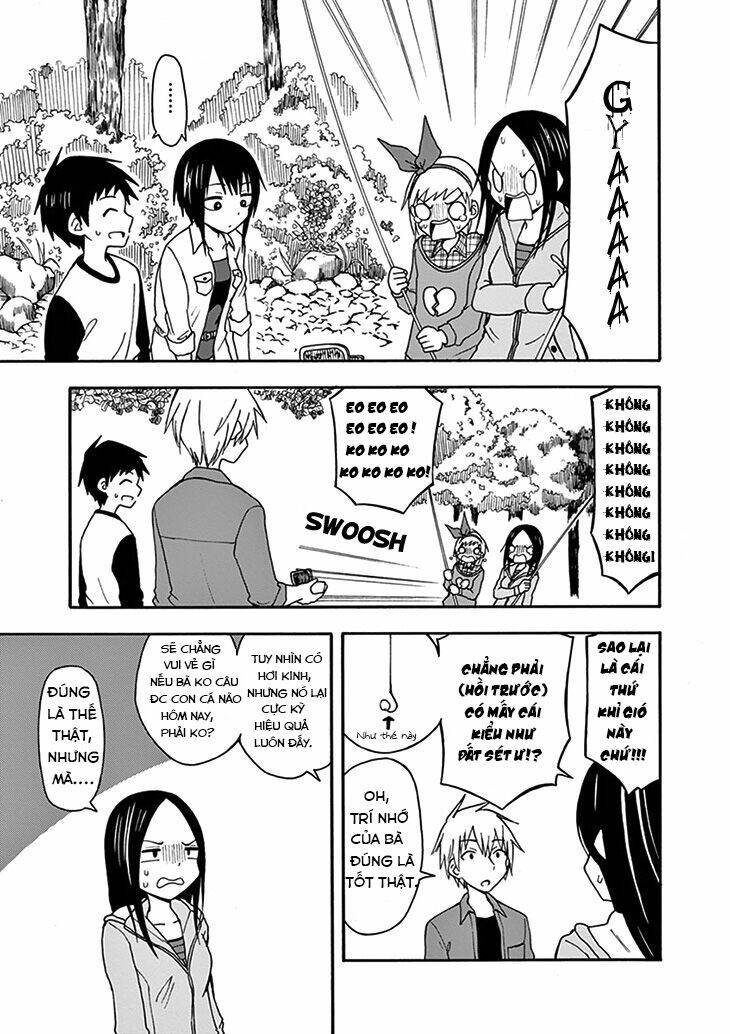 GYAAAAA
.......
KHÔNG
KHÔNG
KHÔNG
KHÔNG
KHÔNG
KHÔNG
KHÔNG
KHÔNG!
EO EO EO
EO EO EO!
KO KO KO
KO KO KO KO!
SWOOSH
SAO LẠI
LÀ CÁI
THỨ
KHỈ GIÓ
NÀY
CHỨ!!!
CHẲNG PHẢI
(HỒI TRƯỚC)
CÓ MẤY CÁI
KIỂU NHƯ
ĐẤT SÉT Ư!?
Như thế này
OH,
TRÍ NHỚ
CỦA BÀ
ĐÚNG LÀ
TỐT THẬT.
TUY NHÌN CÓ
HƠI KINH,
NHƯNG NÓ LẠI
CỰC KỲ
HIỆU QUẢ
LUÔN ĐẤY.
SẼ CHẲNG
VUI VẺ GÌ
NẾU BÀ KO CÂU
ĐC CON CÁ NÀO
HÔM NAY,
PHẢI KO?
ĐÚNG
LÀ THẾ
THẬT,
NHƯNG
MÀ....